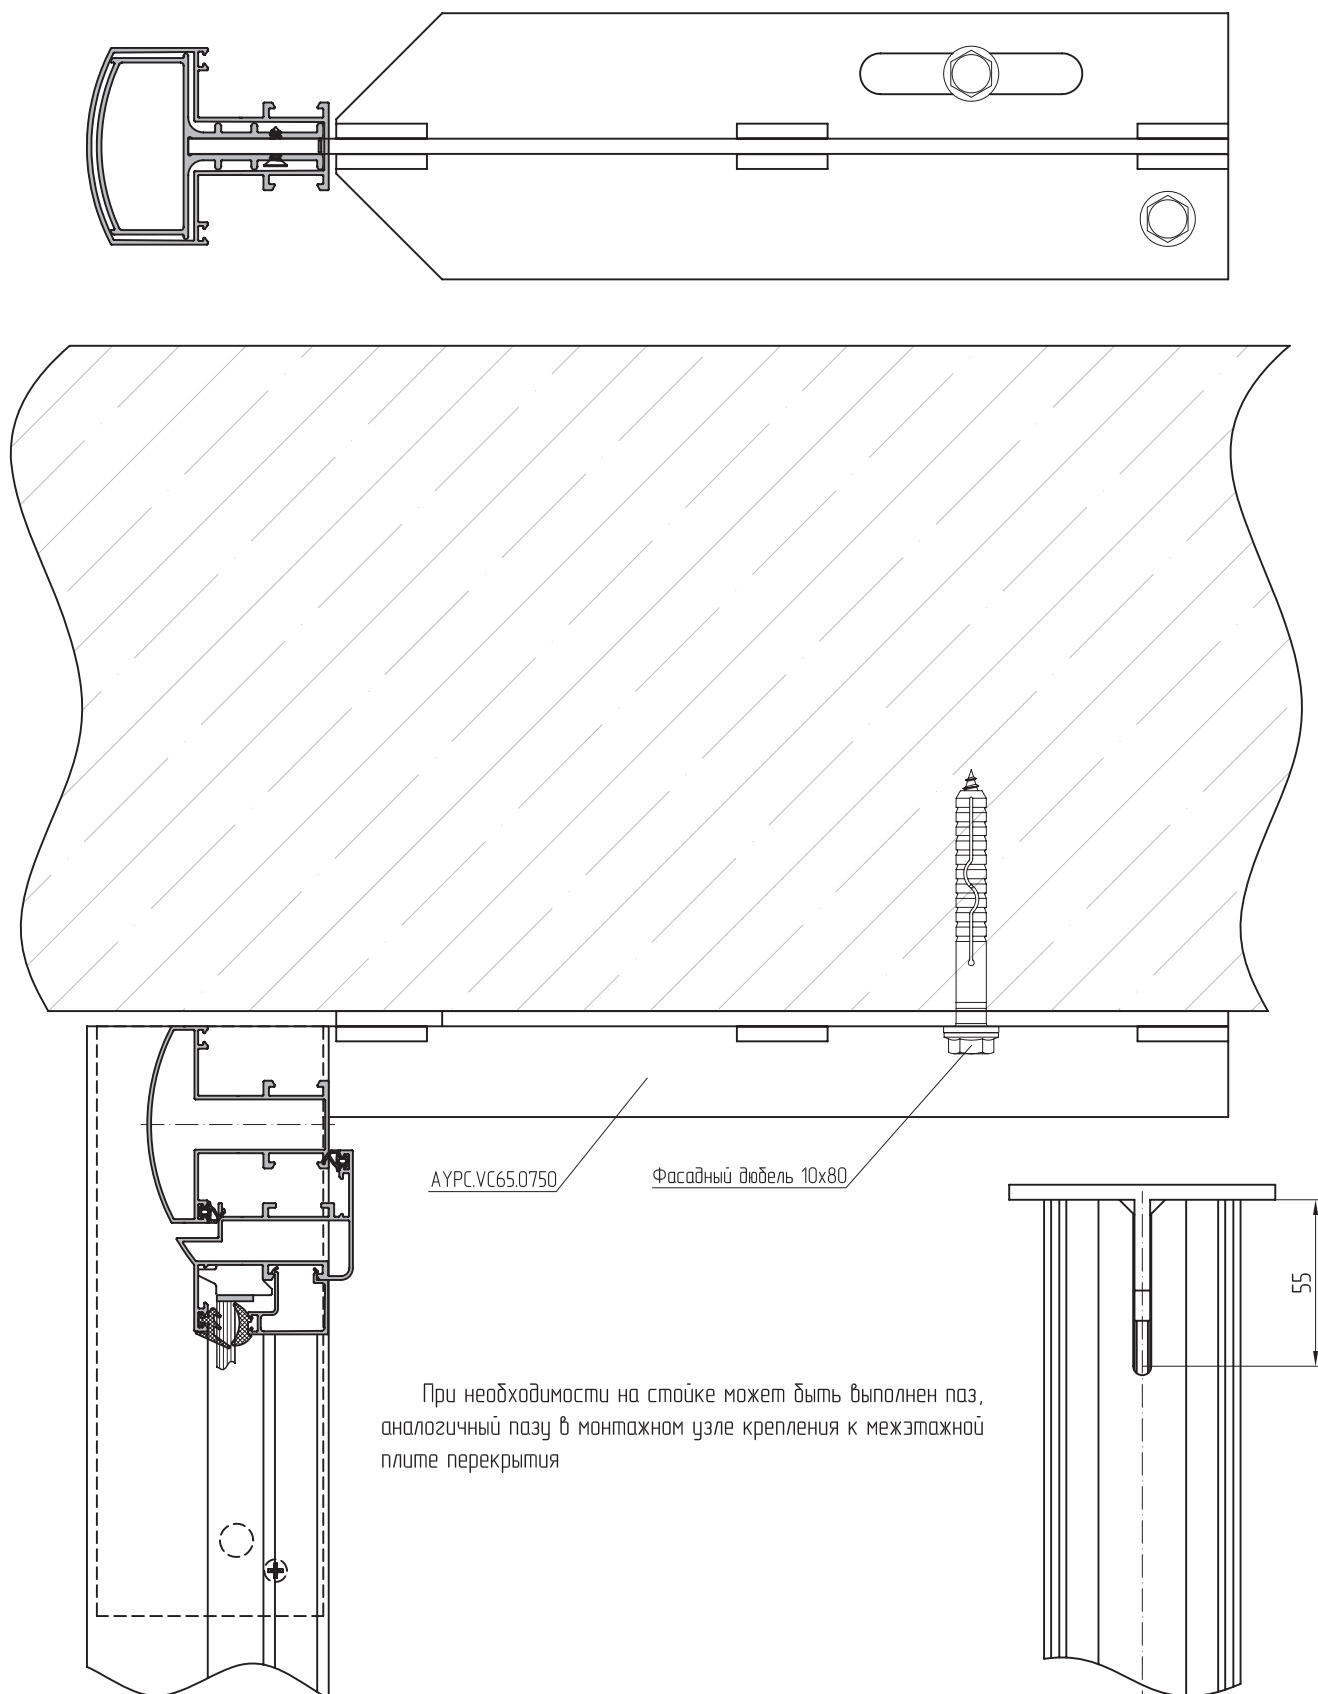 AYPC.VC65.0750
Фасадный дюбель 10х80
55
При необходимости на стойке может быть выполнен паз,
аналогичный пазу в монтажном узле крепления к межэтажной
плите перекрытия